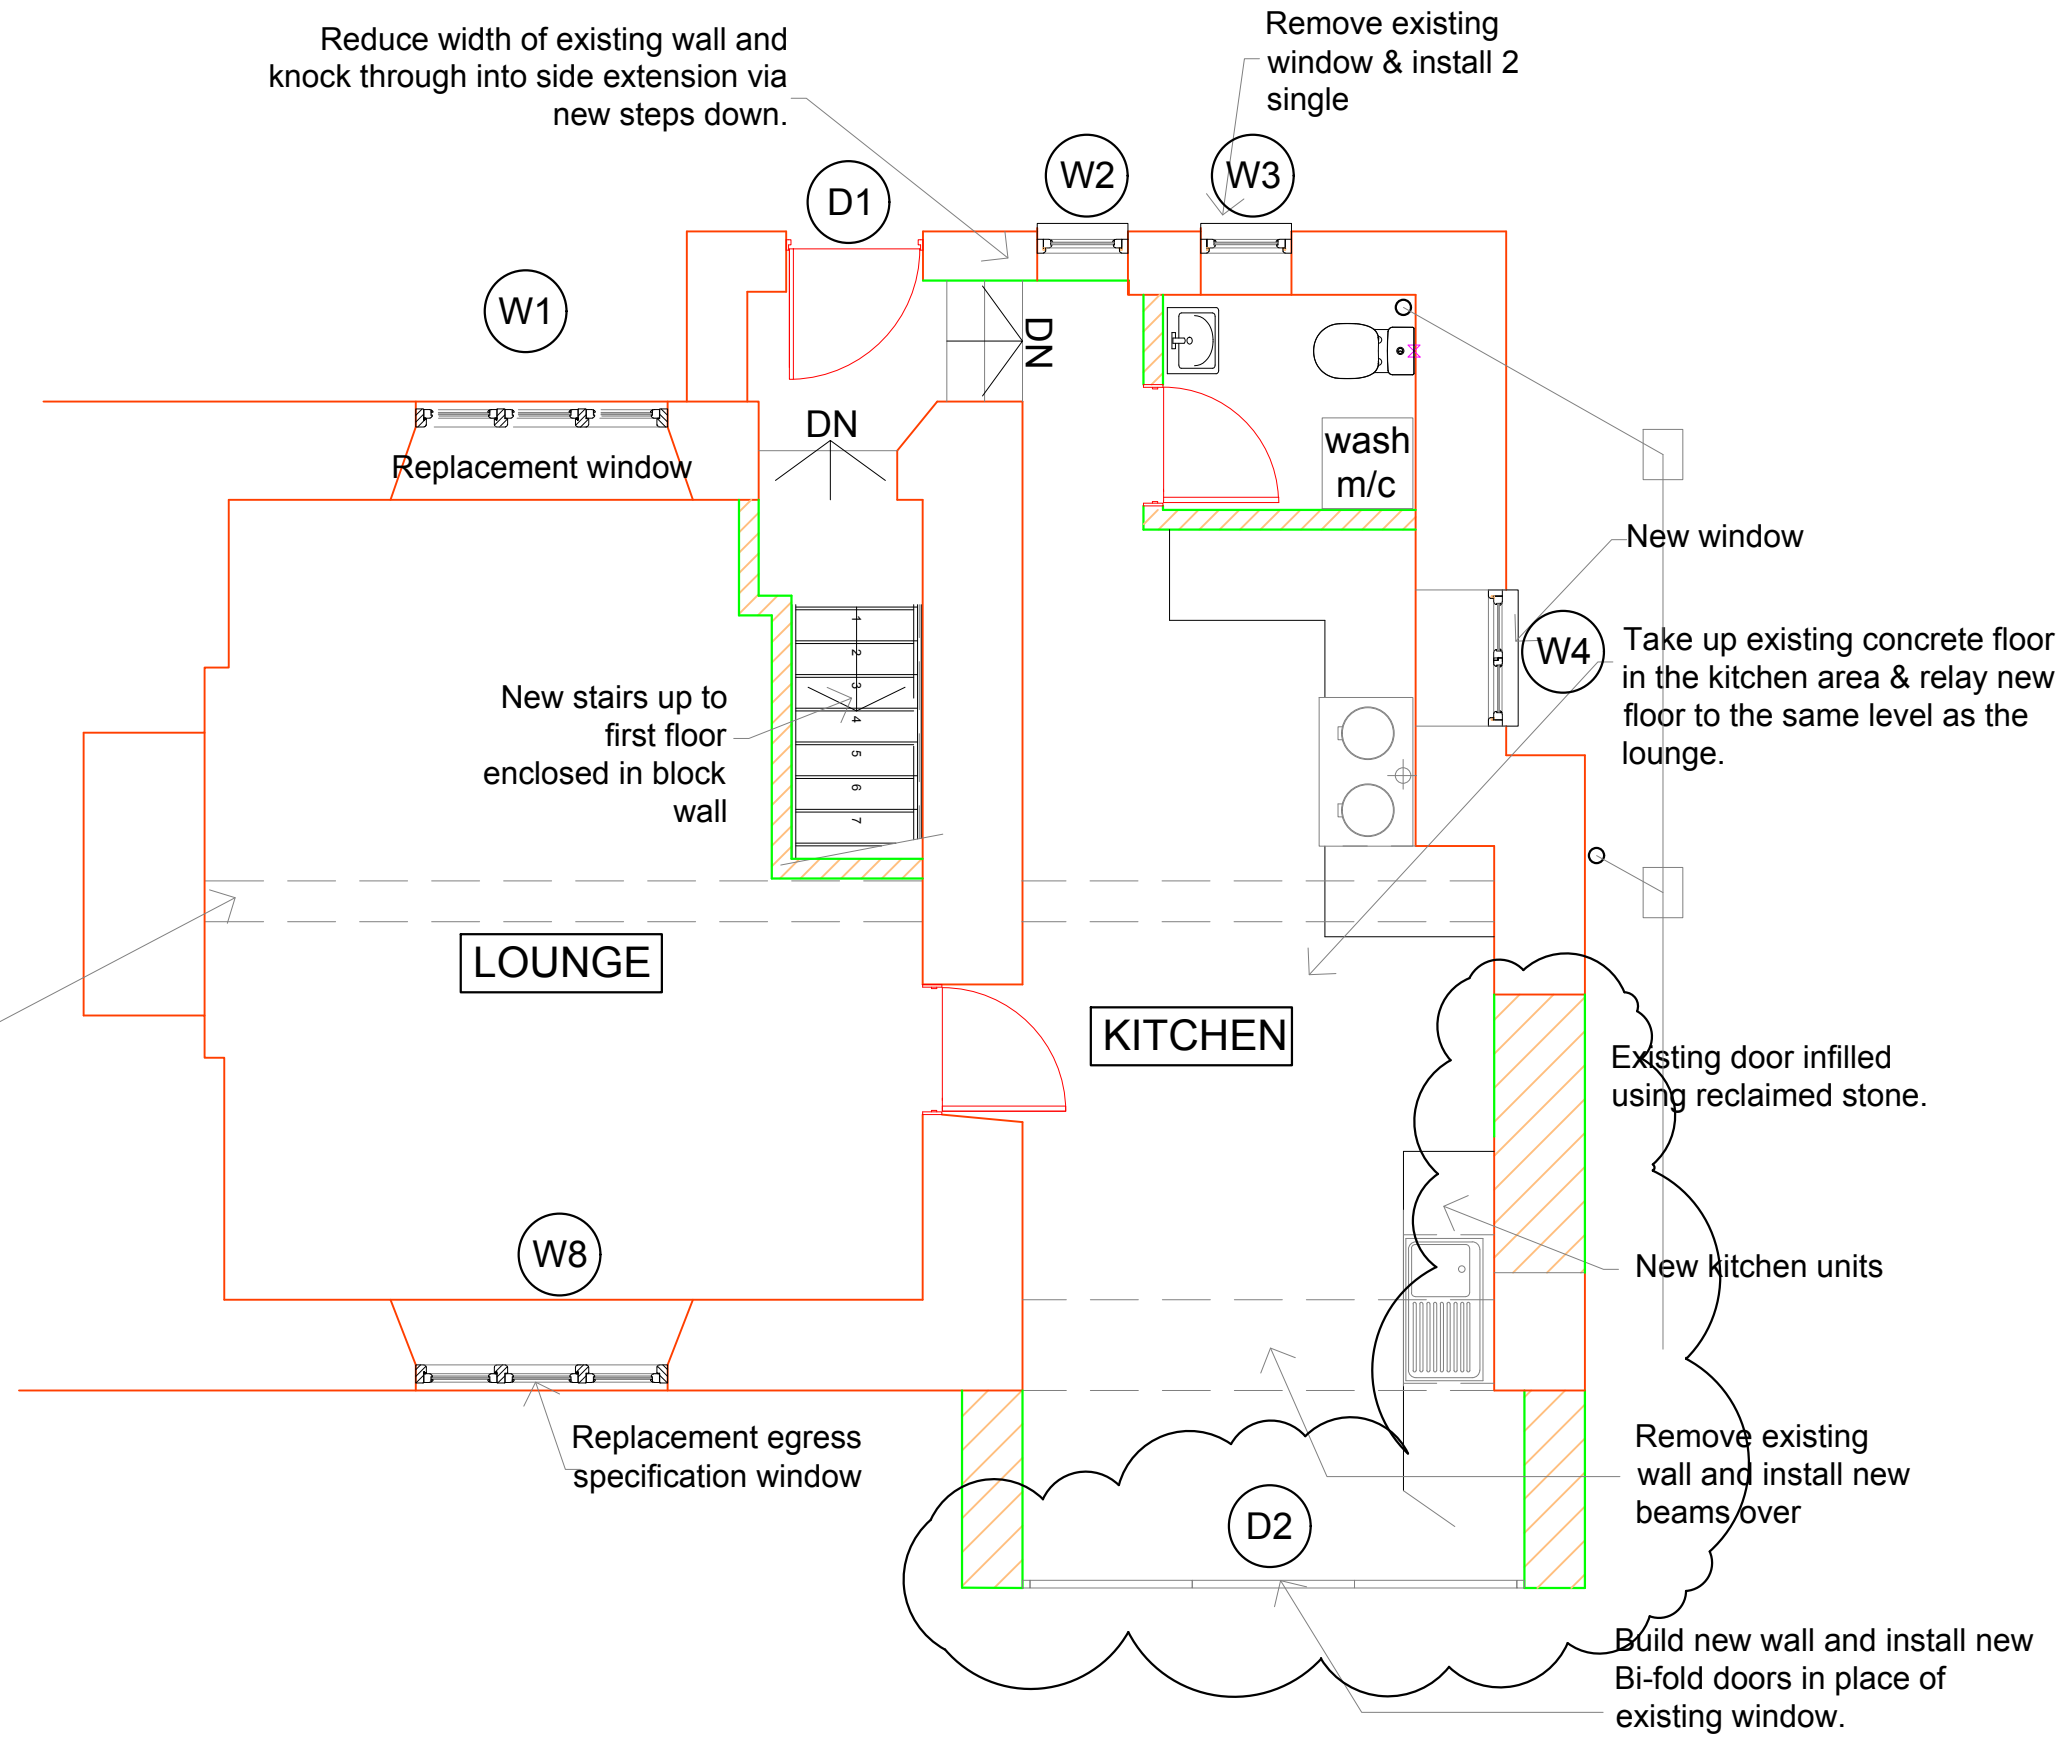 Reduce width of existing wall and
knock through into side extension via
new steps down.
Remove existing
window & install 2
single
W2
W3
D1
W1
DN
DN
Replacement window
wash
m/c
New window
W4
Take up existing concrete floor
in the kitchen area & relay new
floor to the same level as the
lounge.
New stairs up to
first floor
enclosed in block
wall
1
2
3
4
5
6
7
LOUNGE
KITCHEN
Existing door infilled
using reclaimed stone.
W8
New kitchen units
Replacement egress
specification window
Remove existing
wall and install new
beams over
D2
Build new wall and install new
Bi-fold doors in place of
existing window.